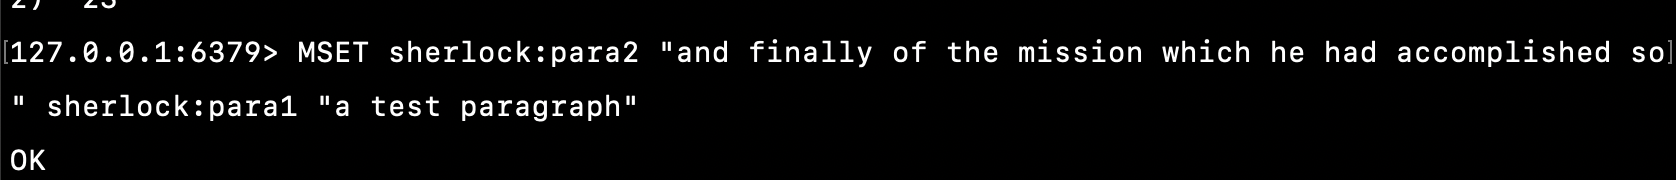 127.0.0.1:6379> MSET sherlock:para2 "and finally of the mission which he had accomplished so
" sherlock:para1 "a test paragraph"
OK